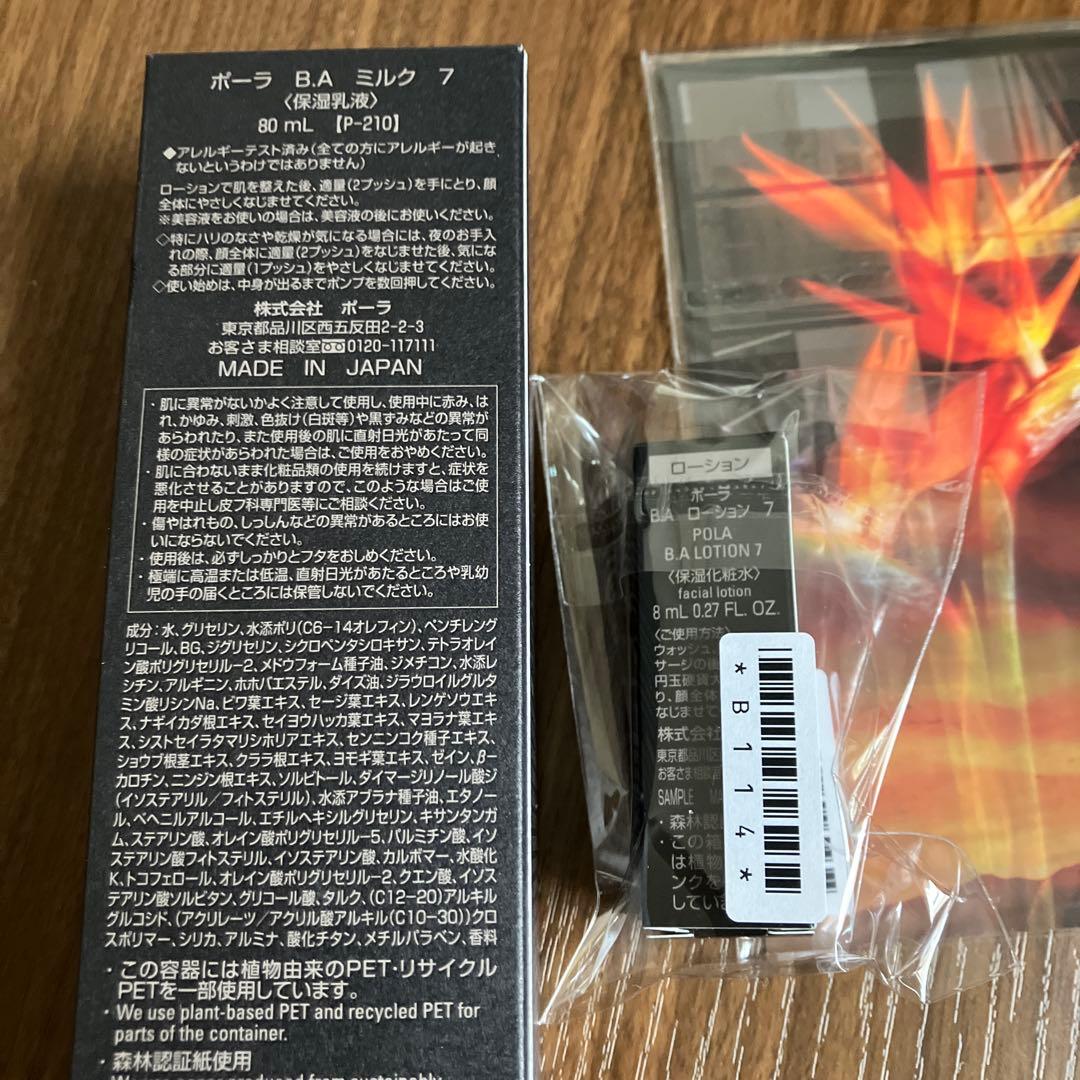 ポーラ B.A ミルク 7
〈保湿乳液〉
80 mL 【P-210】
◆アレルギーテスト済み(全ての方にアレルギーが起き
ないというわけではありません)
ローションで肌を整えた後、適量(2プッシュ)を手にとり、顔
全体にやさしくなじませてください。
※美容液をお使いの場合は、美容液の後にお使いください。
◇特にハリのなさや乾燥が気になる場合には、夜のお手入
れの際、顔全体に適量(2プッシュ)をなじませた後、気にな
る部分に適量(1プッシュ)をやさしくなじませてください。
◇使い始めは、中身が出るまでポンプを数回押してください。
株式会社 ポーラ
東京都品川区西五反田2-2-3
お客さま相談室 0120-117111
MADE IN JAPAN
・肌に異常がないかよく注意して使用し、使用中に赤み、は
れ、かゆみ、刺激、色抜け(白斑等)や黒ずみなどの異常が
あらわれたり、また使用後の肌に直射日光があたって同
様の症状があらわれた場合は、ご使用をおやめください。
・肌に合わないまま化粧品類の使用を続けますと、症状を
悪化させることがありますので、このような場合はご使
用を中止し皮フ科専門医等にご相談ください。
・傷やはれもの、しっしんなどの異常があるところにはお使
いにならないでください。
・使用後は、必ずしっかりとフタをおしめください。
・極端に高温または低温、直射日光があたるところや乳幼
児の手の届くところには保管しないでください。
成分：水、グリセリン、水添ポリ(C6-14オレフィン)、ペンチレング
リコール、BG、ジグリセリン、シクロペンタシロキサン、テトラオレイ
ン酸ポリグリセリル-2、メドウフォーム種子油、ジメチコン、水添レ
シチン、アルギニン、ホホバエステル、ダイズ油、ジラウロイルグルタ
ミン酸リシンNa、ビワ葉エキス、セージ葉エキス、レンゲソウエキ
ス、ナギイカダ根エキス、セイヨウハッカ葉エキス、マヨラナ葉エキ
ス、シストセイラタマリシホリアエキス、センニンコク種子エキス、
ショウブ根茎エキス、クララ根エキス、ヨモギ葉エキス、ゼイン、β-
カロチン、ニンジン根エキス、ソルビトール、ダイマージリノール酸ジ
(イソステアリル／フィトステリル)、水添アブラナ種子油、エタノー
ル、ベヘニルアルコール、エチルヘキシルグリセリン、キサンタンガ
ム、ステアリン酸、オレイン酸ポリグリセリル-5、パルミチン酸、イソ
ステアリン酸フィトステリル、イソステアリン酸、カルボマー、水酸化
K、トコフェロール、オレイン酸ポリグリセリル-2、クエン酸、イソス
テアリン酸ソルビタン、グリコール酸、タルク、(C12-20)アルキル
グルコシド、(アクリレーツ／アクリル酸アルキル(C10-30))クロ
スポリマー、シリカ、アルミナ、酸化チタン、メチルパラベン、香料
・この容器には植物由来のPET・リサイクル
PETを一部使用しています。
・We use plant-based PET and recycled PET for
parts of the container.
・森林認証紙使用
ローション
ポーラ
B.A ローション 7
POLA
B.A LOTION 7
〈保湿化粧水〉
facial lotion
8 mL 0.27 FL. OZ.
〈ご使用方法〉
ウォッシュ
サージの後
円玉硬貨大
り、顔全体
なじませて
株式会社
東京都品川区
お客さま相談
SAMPLE
・森林認
・この箱
は植物
ンクを
していま
*B1114*